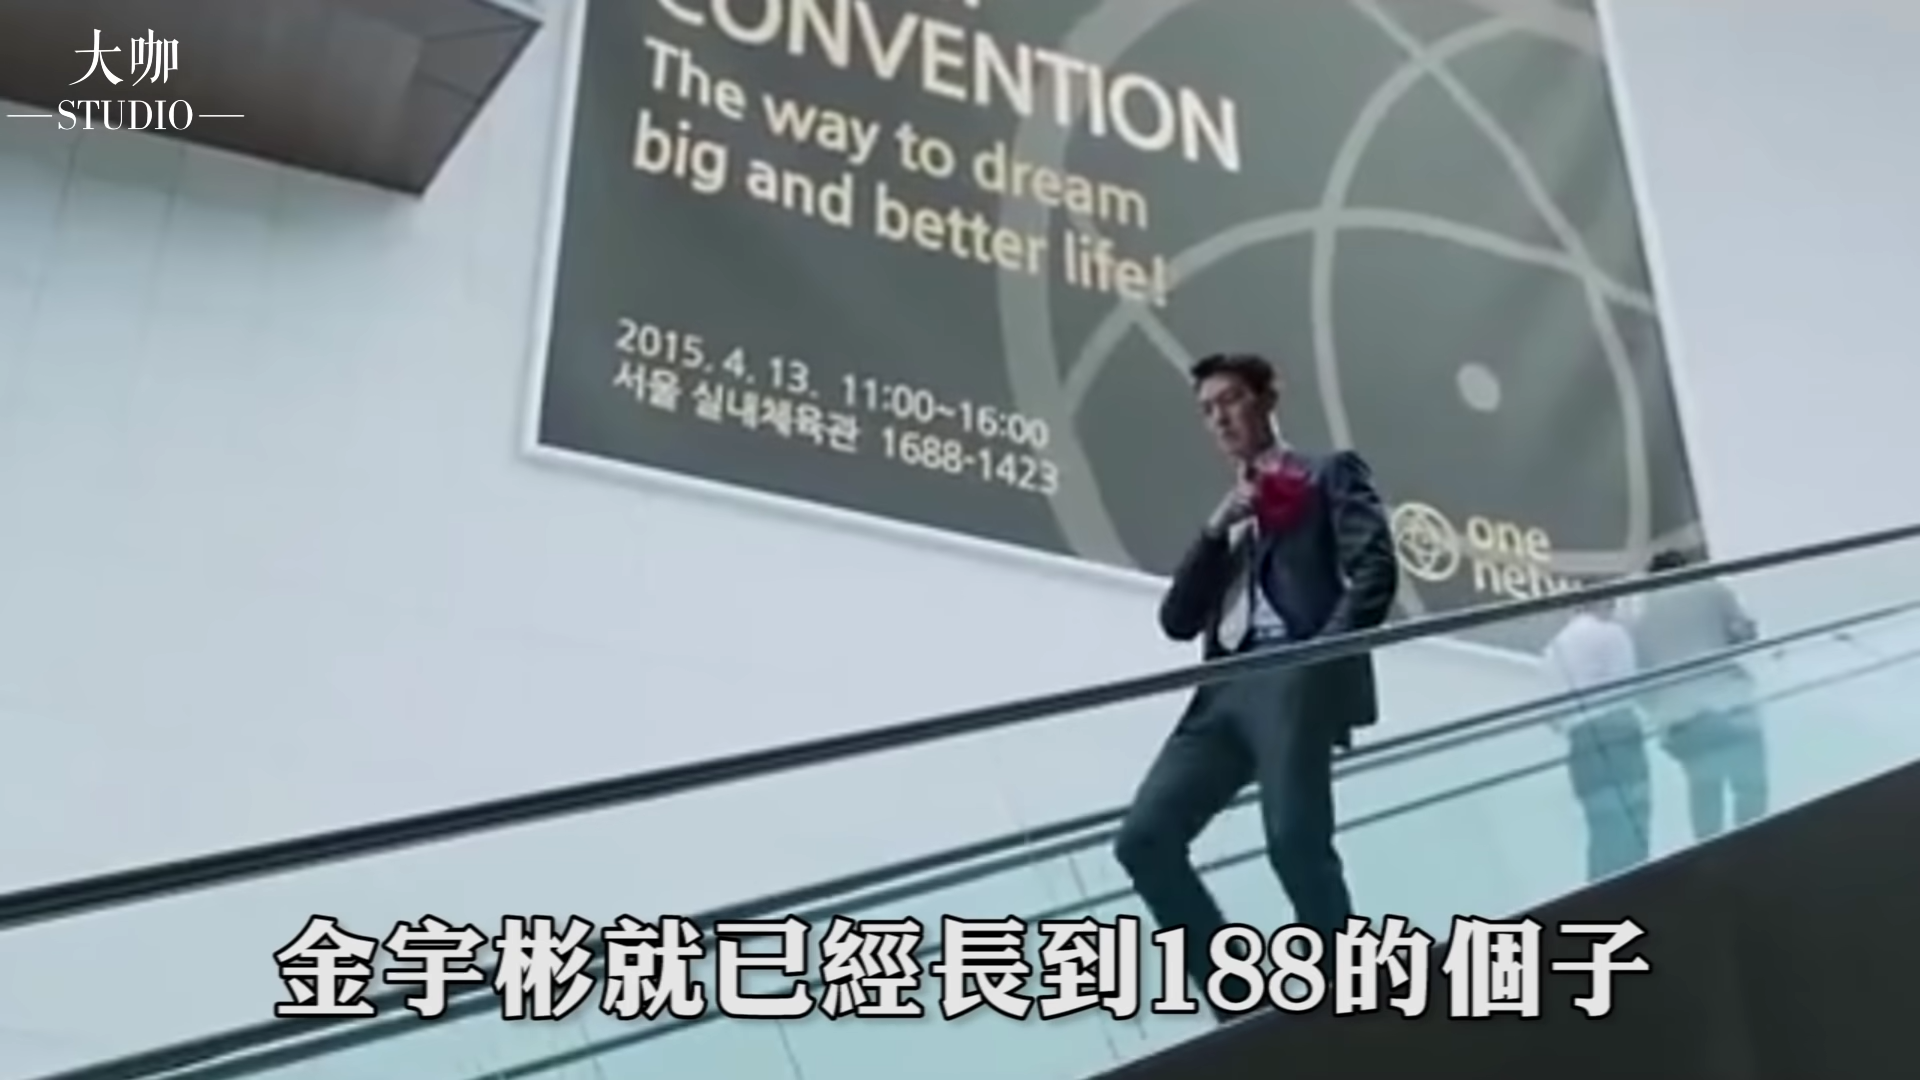 大咖
STUDIO
CONVENTION
The way to dream
big and better life!
2015. 4. 13. 11:00~16:00
서울 실내체육관 1688-1423
one
金宇彬就已經長到188的個子